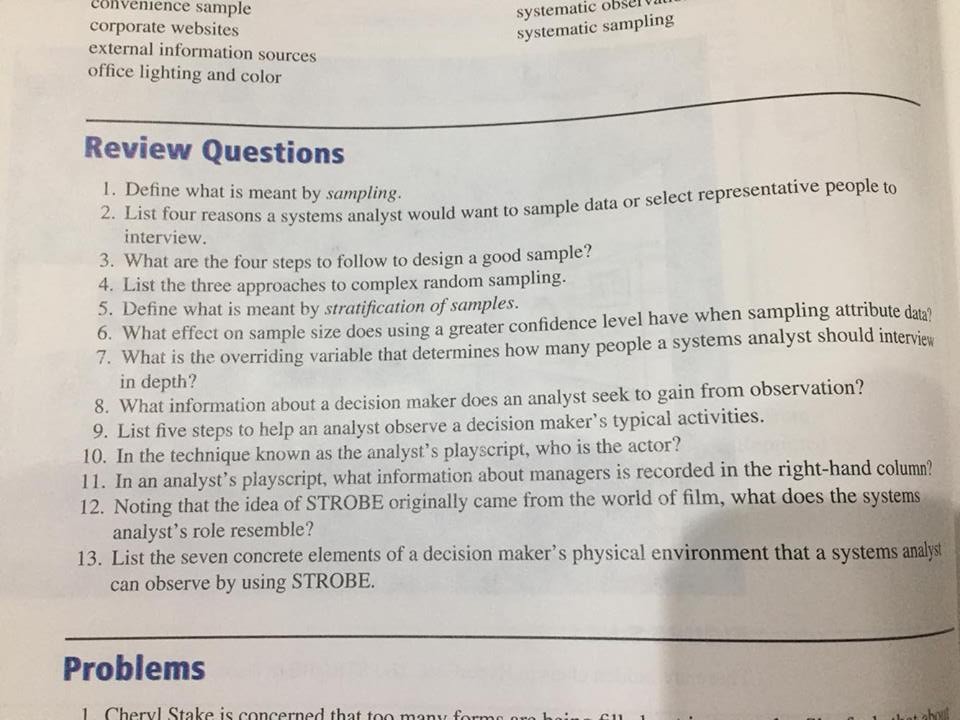 convenience sample
corporate websites
external information sources
office lighting and color
systematic
systematic sampling
Review Questions
1. Define what is meant by sampling.
2. List four reasons a systems analyst would want to sample data or select representative people to
interview.
3. What are the four steps to follow to design a good sample?
4. List the three approaches to complex random sampling.
5. Define what is meant by stratification of samples.
6. What effect on sample size does using a greater confidence level have when sampling attribute data?
7. What is the overriding variable that determines how many people a systems analyst should interview
in depth?
8. What information about a decision maker does an analyst seek to gain from observation?
9. List five steps to help an analyst observe a decision maker's typical activities.
10. In the technique known as the analyst's playscript, who is the actor?
11. In an analyst's playscript, what information about managers is recorded in the right-hand column?
12. Noting that the idea of STROBE originally came from the world of film, what does the systems
analyst's role resemble?
13. List the seven concrete elements of a decision maker's physical environment that a systems analyst
can observe by using STROBE.
Problems
1. Cheryl Stake is concerned that too many forms are being